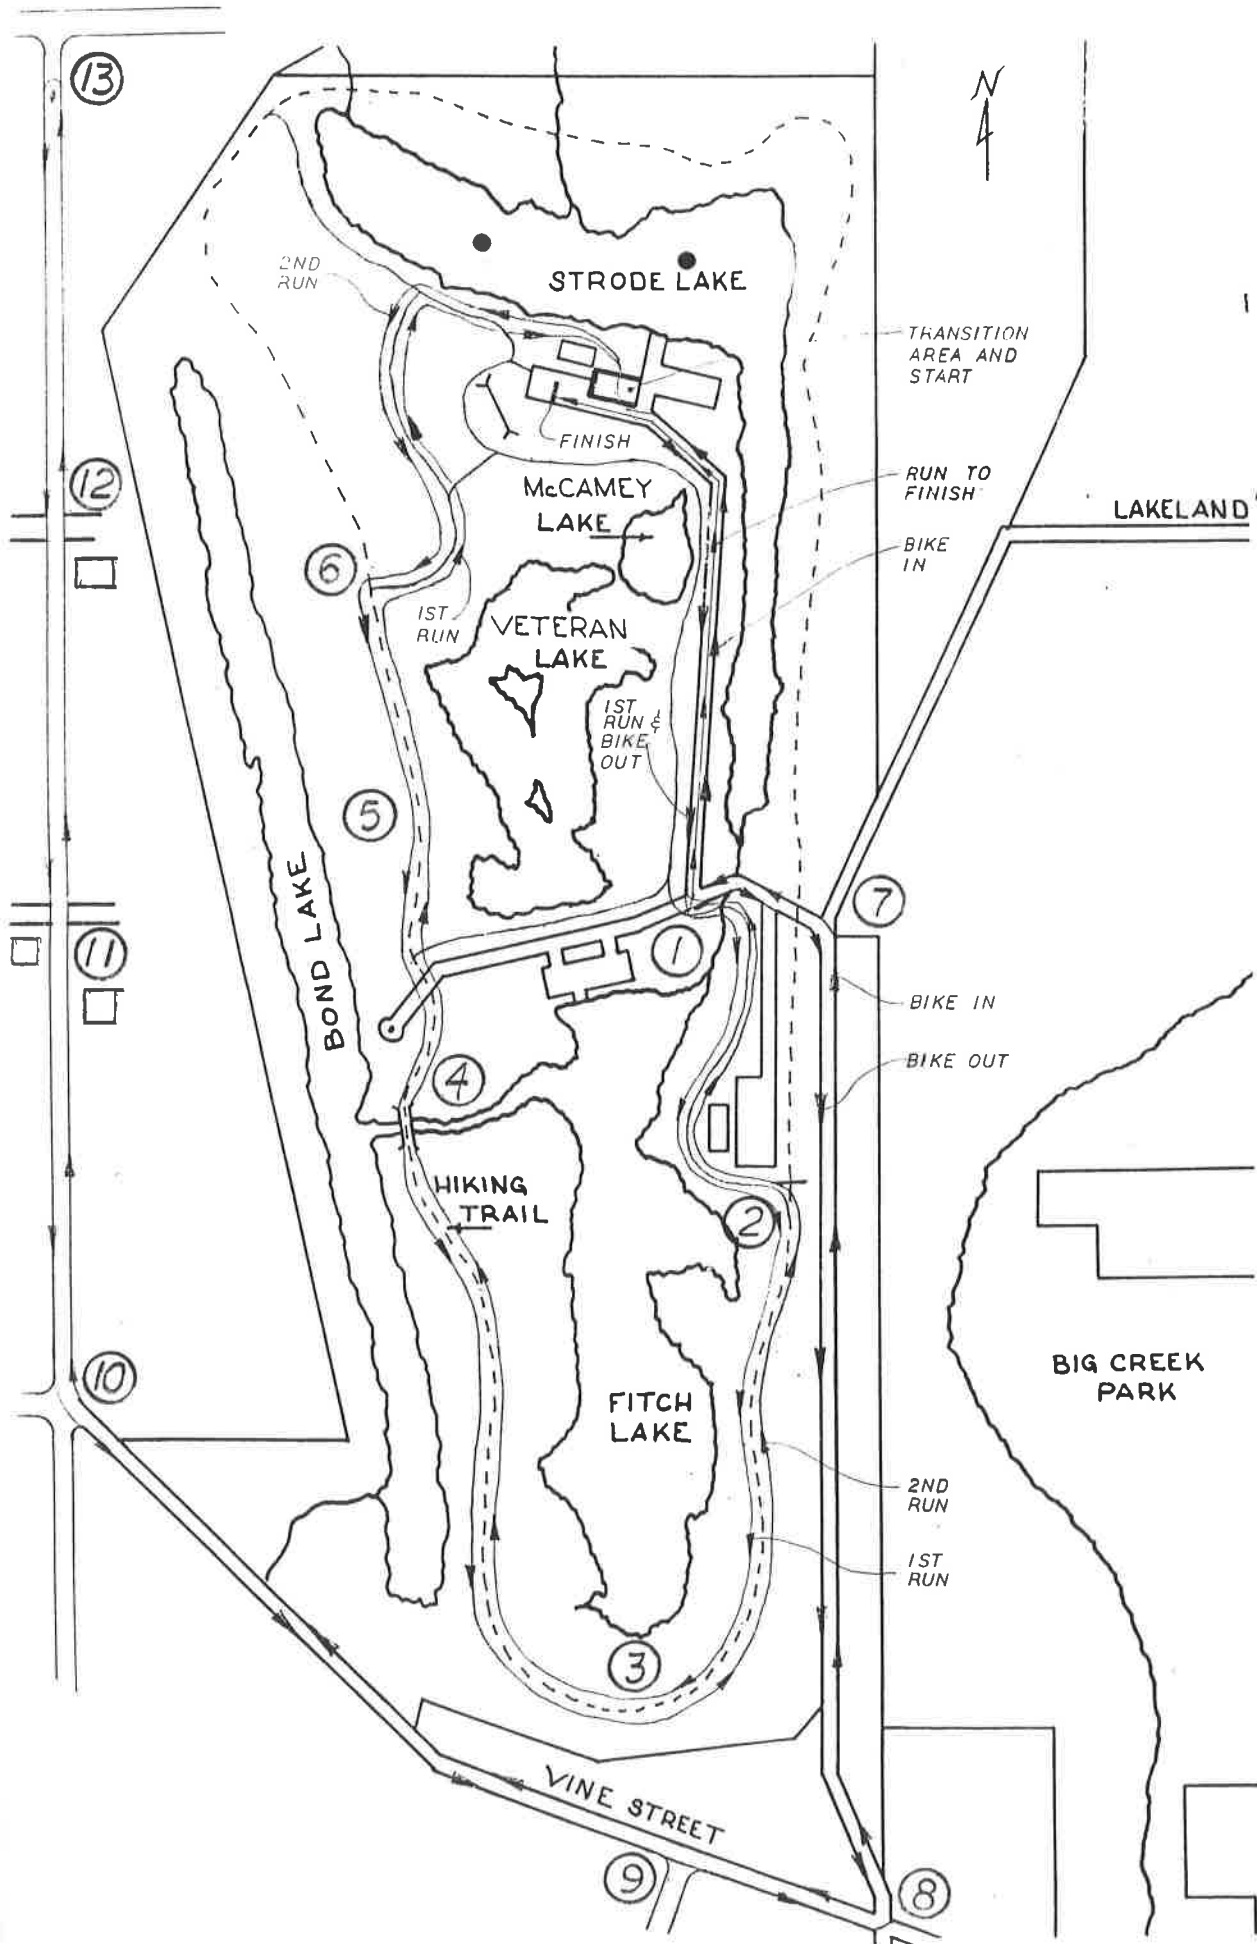 13
N
2ND
RUN
STRODE LAKE
TRANSITION
AREA AND
START
FINISH
McCAMEY
LAKE
RUN TO
FINISH
12
LAKELAND
BIKE
IN
6
1ST
RUN
VETERAN
LAKE
1ST
RUN &
BIKE
OUT
5
BOND LAKE
7
11
1
BIKE IN
BIKE OUT
4
HIKING
TRAIL
2
10
BIG CREEK
PARK
FITCH
LAKE
2ND
RUN
1ST
RUN
3
VINE STREET
9
8